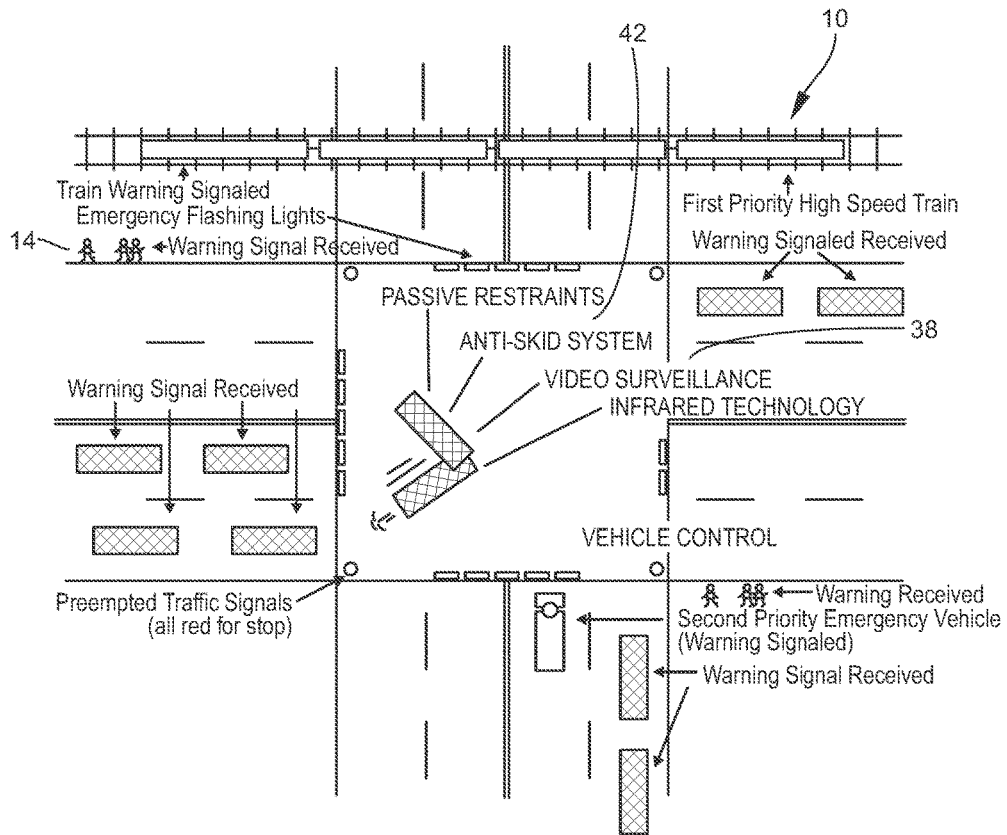 42
10
Train Warning Signaled
Emergency Flashing Lights
First Priority High Speed Train
14
Warning Signal Received
Warning Signaled Received
PASSIVE RESTRAINTS
ANTI-SKID SYSTEM
38
VIDEO SURVEILLANCE
INFRARED TECHNOLOGY
Warning Signal Received
VEHICLE CONTROL
Preempted Traffic Signals
(all red for stop)
Warning Received
Second Priority Emergency Vehicle
(Warning Signaled)
Warning Signal Received